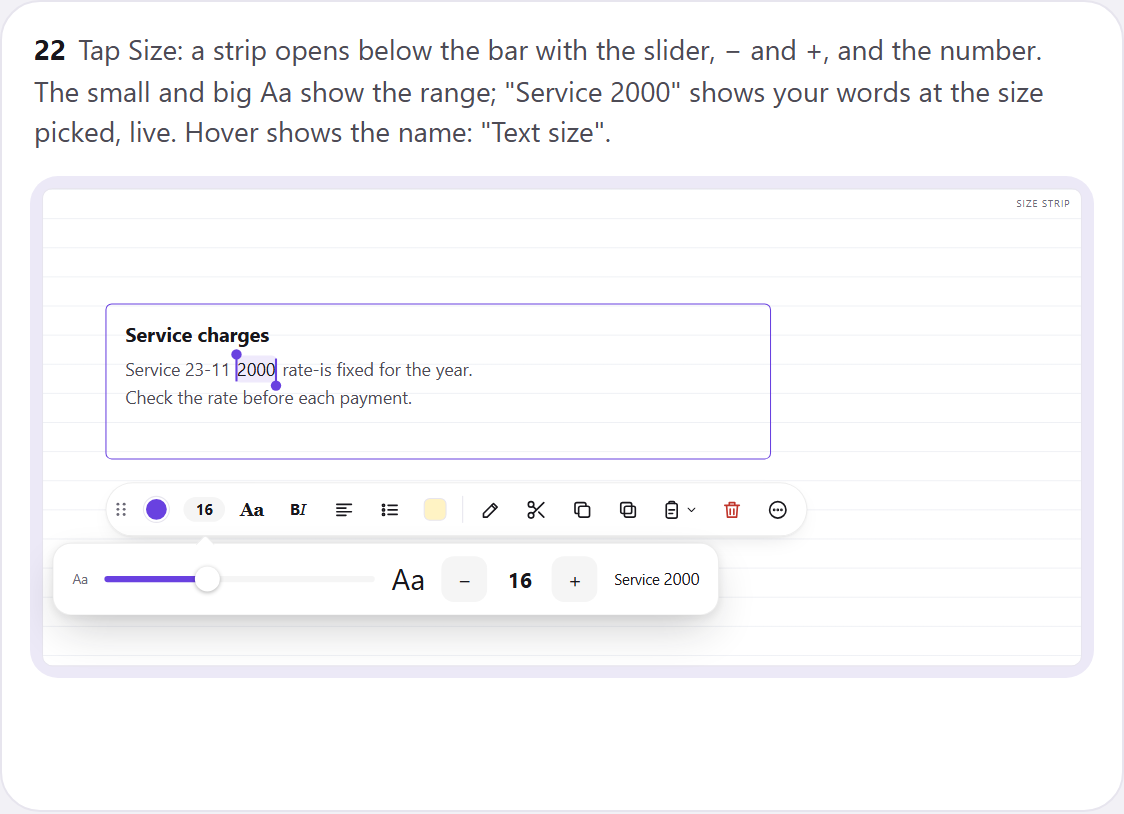 22 Tap Size: a strip opens below the bar with the slider, − and +, and the number.
The small and big Aa show the range; "Service 2000" shows your words at the size
picked, live. Hover shows the name: "Text size".
SIZE STRIP
Service charges
Service 23-11 2000 rate-is fixed for the year.
Check the rate before each payment.
16 Aa BI
Aa Aa − 16 + Service 2000